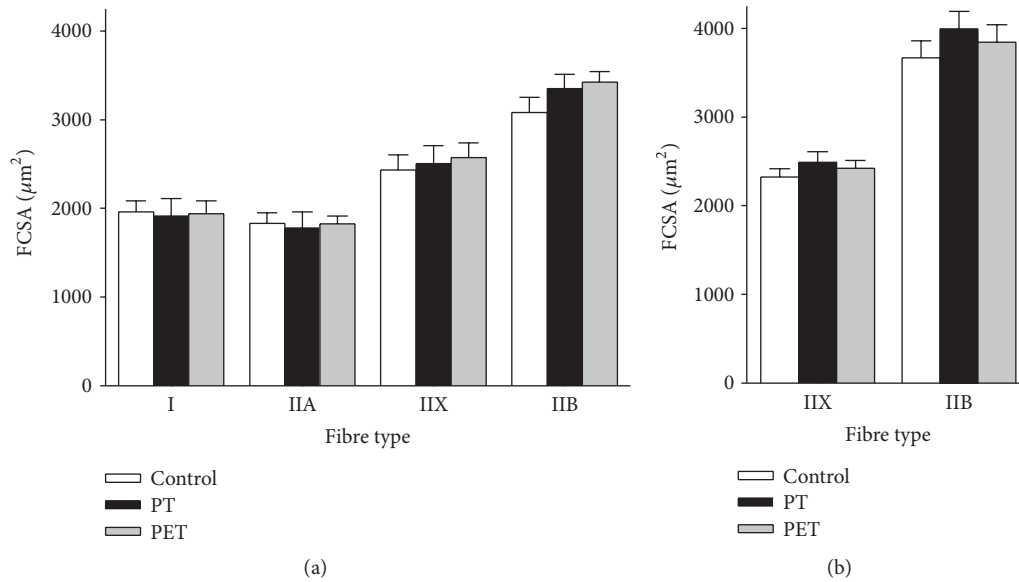 4000
3000
2000
1000
0
FCSA (μm²)
I IIA IIX IIB
Fibre type
Control
PT
PET
(a)
4000
3000
2000
1000
0
FCSA (μm²)
IIX IIB
Fibre type
Control
PT
PET
(b)